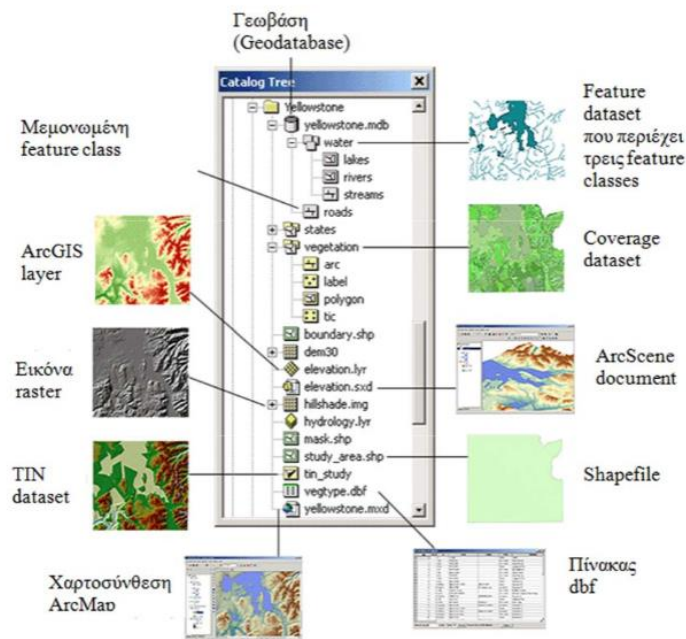 Γεωβάση
(Geodatabase)
Catalog Tree
Yellowstone
yellowstone.mdb
water
lakes
rivers
streams
roads
states
vegetation
arc
label
polygon
tic
boundary.shp
dem30
elevation.lyr
elevation.sxd
hillshade.img
hydrology.lyr
mask.shp
study_area.shp
tin_study
vegtype.dbf
yellowstone.mxd
Μεμονωμένη
feature class
ArcGIS
layer
Εικόνα
raster
TIN
dataset
Χαρτοσύνθεση
ArcMap
Feature
dataset
που περιέχει
τρεις feature
classes
Coverage
dataset
ArcScene
document
Shapefile
Πίνακας
dbf